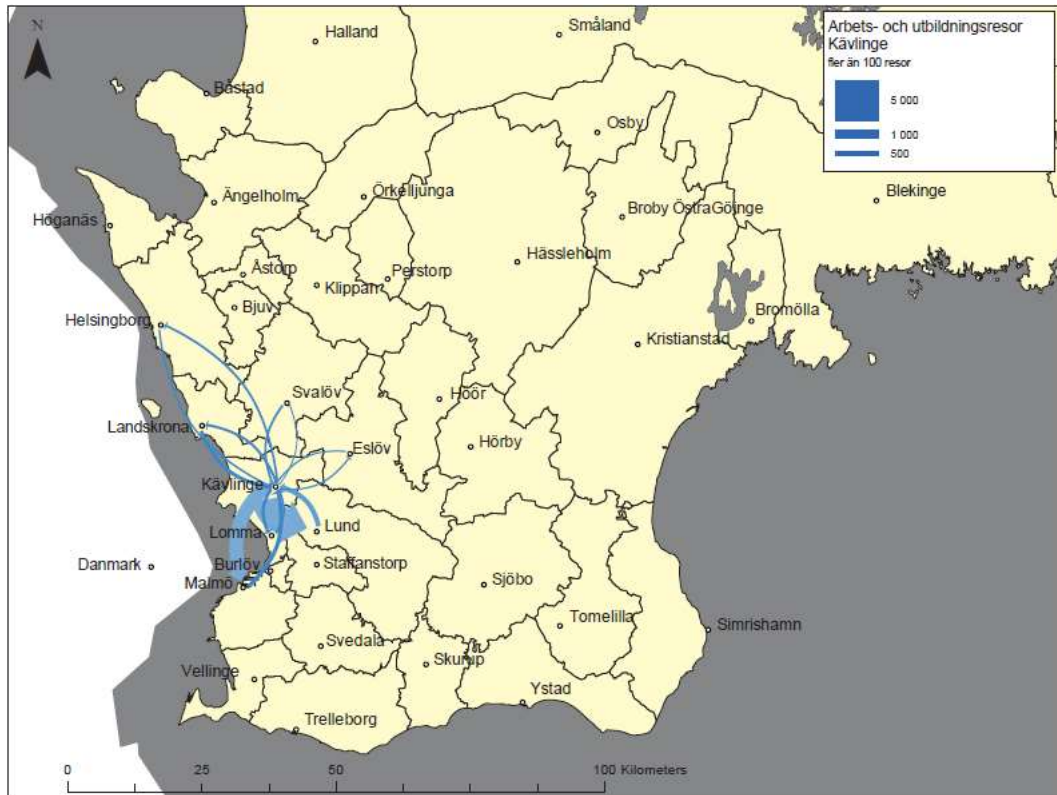 N
Halland
Småland
Arbets- och utbildningsresor
Kävlinge
fler än 100 resor
5 000
1 000
500
Båstad
Osby
Ängelholm
Örkelljunga
Broby ÖstraGöinge
Blekinge
Höganäs
Åstorp
Klippan
Perstorp
Hässleholm
Bjuv
Helsingborg
Bromölla
Kristianstad
Svalöv
Höör
Landskrona
Eslöv
Hörby
Kävlinge
Lomma
Lund
Danmark
Burlöv
Staffanstorp
Malmö
Sjöbo
Tomelilla
Simrishamn
Svedala
Vellinge
Skurup
Ystad
Trelleborg
0 25 50 100 Kilometers